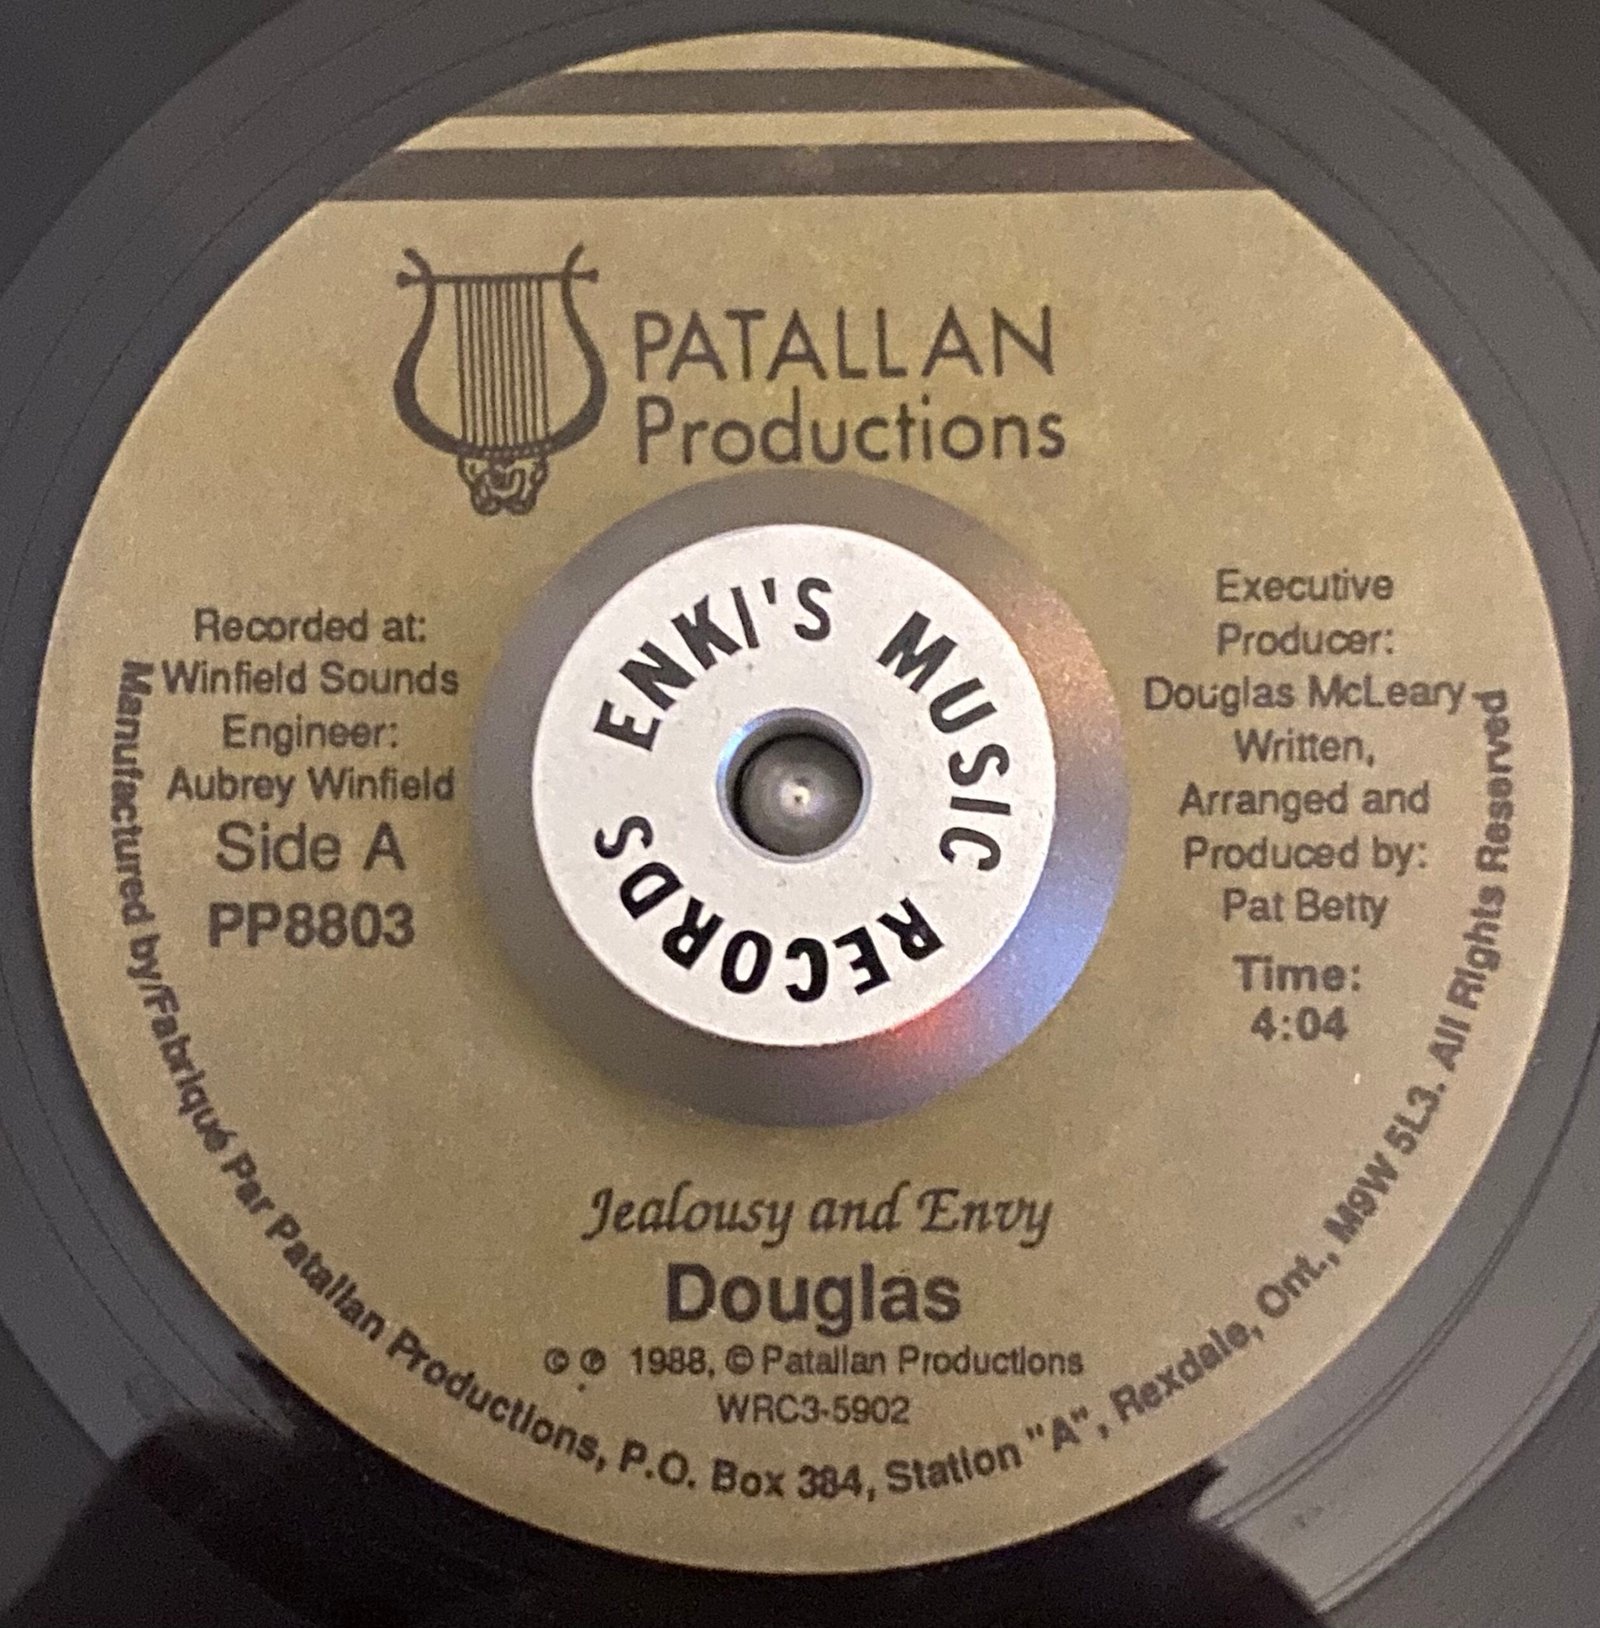 PATALLAN
Productions
Recorded at:
Winfield Sounds
Engineer:
Aubrey Winfield
Side A
PP8803
ENKI'S MUSIC RECORDS
Executive
Producer:
Douglas McLeary
Written,
Arranged and
Produced by:
Pat Betty
Time:
4:04
Jealousy and Envy
Douglas
© ℗ 1988, © Patallan Productions
WRC3-5902
Manufactured by/Fabriqué Par Patallan Productions, P.O. Box 384, Station "A", Rexdale, Ont., M9W 5L3. All Rights Reserved